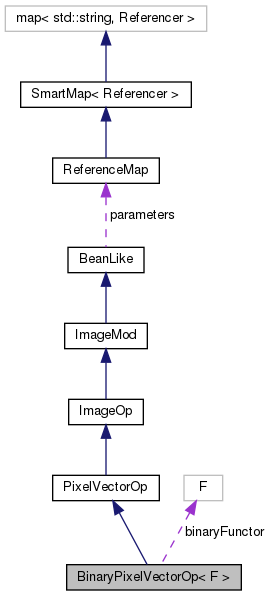 map< std::string, Referencer >
SmartMap< Referencer >
ReferenceMap
parameters
BeanLike
ImageMod
ImageOp
PixelVectorOp
F
binaryFunctor
BinaryPixelVectorOp< F >